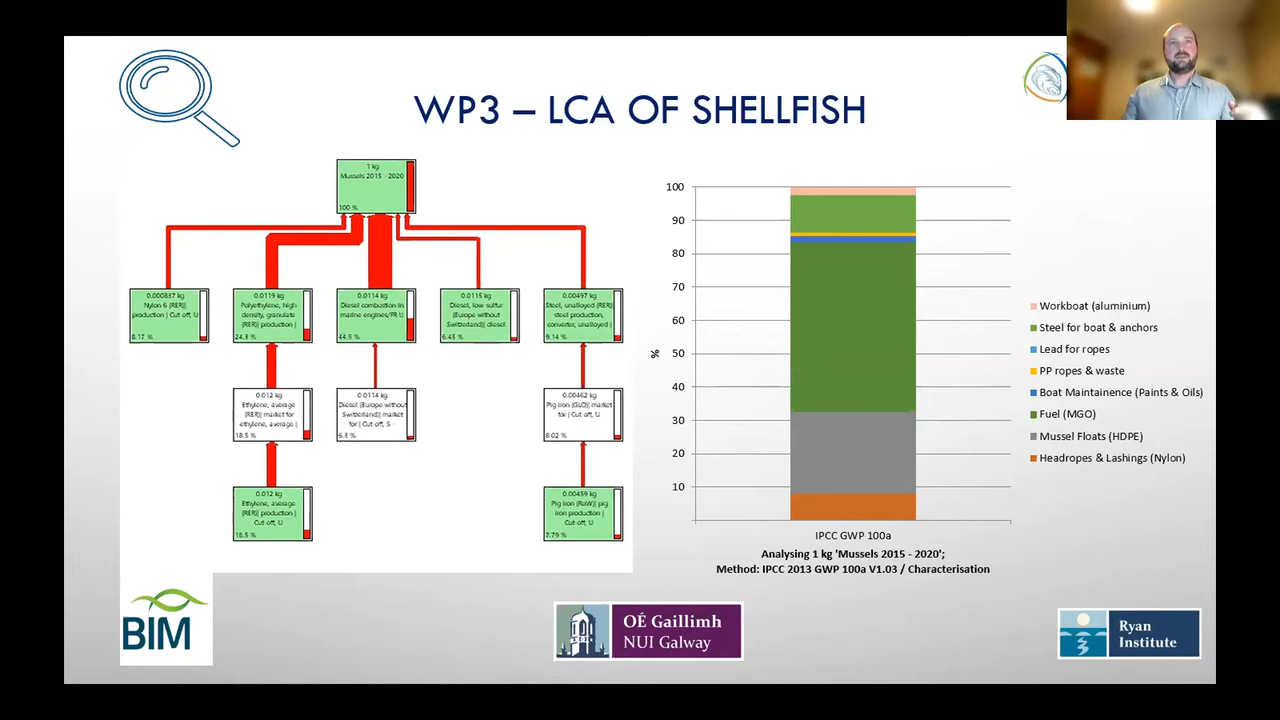 WP3 – LCA OF SHELLFISH
1 kg
Mussels 2015 - 2020
100 %
0.000837 kg
Nylon 6 {RER}|
production | Cut-off, U
8.17 %
0.0119 kg
Polyethylene, high
density, granulate
{RER}| production |
24.8 %
0.0114 kg
Diesel combustion in
marine engines/FR U
44.5 %
0.0115 kg
Diesel, low-sulfur
{Europe without
Switzerland}| diesel
6.45 %
0.00497 kg
Steel, unalloyed {RER}|
steel production,
converter, unalloyed |
9.14 %
0.012 kg
Ethylene, average
{RER}| market for
ethylene, average |
18.5 %
0.0114 kg
Diesel {Europe without
Switzerland}| market
for | Cut-off, S -
0.00462 kg
Pig iron {GLO}| market
for | Cut-off, U
8.02 %
0.012 kg
Ethylene, average
{RER}| production |
Cut-off, U
18.5 %
0.00459 kg
Pig iron {RoW}| pig
iron production |
Cut-off, U
7.79 %
100
90
80
70
60
50
40
30
20
10
%
IPCC GWP 100a
Analysing 1 kg 'Mussels 2015 - 2020';
Method: IPCC 2013 GWP 100a V1.03 / Characterisation
Workboat (aluminium)
Steel for boat & anchors
Lead for ropes
PP ropes & waste
Boat Maintainence (Paints & Oils)
Fuel (MGO)
Mussel Floats (HDPE)
Headropes & Lashings (Nylon)
BIM
OÉ Gaillimh
NUI Galway
Ryan
Institute